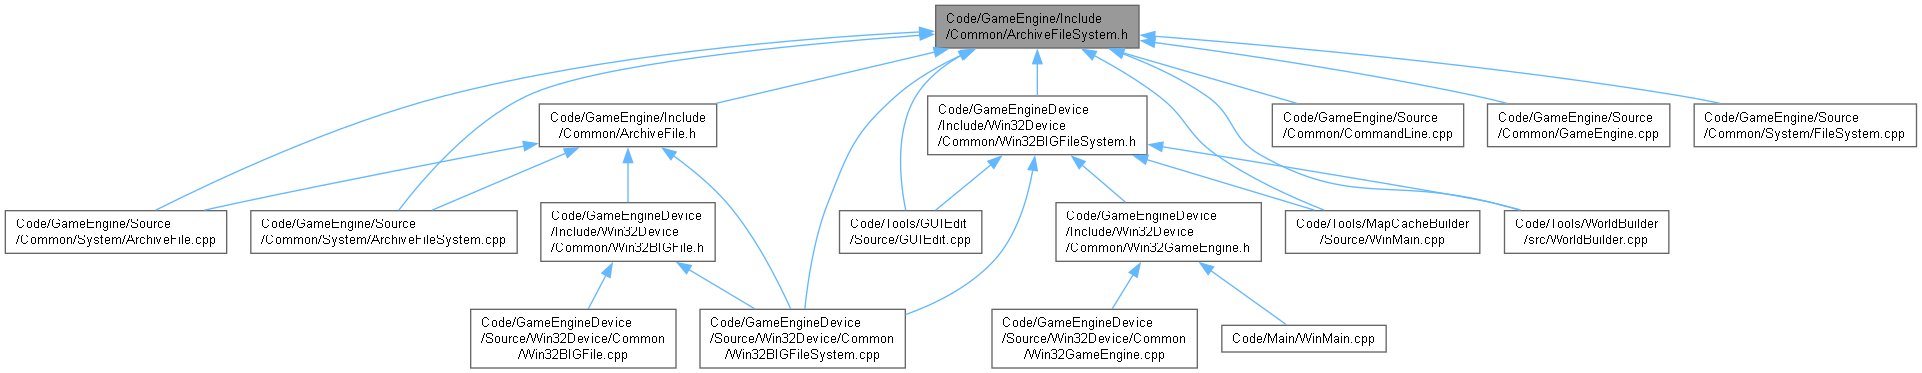 Code/GameEngine/Include
/Common/ArchiveFileSystem.h
Code/GameEngine/Include
/Common/ArchiveFile.h
Code/GameEngineDevice
/Include/Win32Device
/Common/Win32BIGFileSystem.h
Code/GameEngine/Source
/Common/CommandLine.cpp
Code/GameEngine/Source
/Common/GameEngine.cpp
Code/GameEngine/Source
/Common/System/FileSystem.cpp
Code/GameEngine/Source
/Common/System/ArchiveFile.cpp
Code/GameEngine/Source
/Common/System/ArchiveFileSystem.cpp
Code/GameEngineDevice
/Include/Win32Device
/Common/Win32BIGFile.h
Code/Tools/GUIEdit
/Source/GUIEdit.cpp
Code/GameEngineDevice
/Include/Win32Device
/Common/Win32GameEngine.h
Code/Tools/MapCacheBuilder
/Source/WinMain.cpp
Code/Tools/WorldBuilder
/src/WorldBuilder.cpp
Code/GameEngineDevice
/Source/Win32Device/Common
/Win32BIGFile.cpp
Code/GameEngineDevice
/Source/Win32Device/Common
/Win32BIGFileSystem.cpp
Code/GameEngineDevice
/Source/Win32Device/Common
/Win32GameEngine.cpp
Code/Main/WinMain.cpp